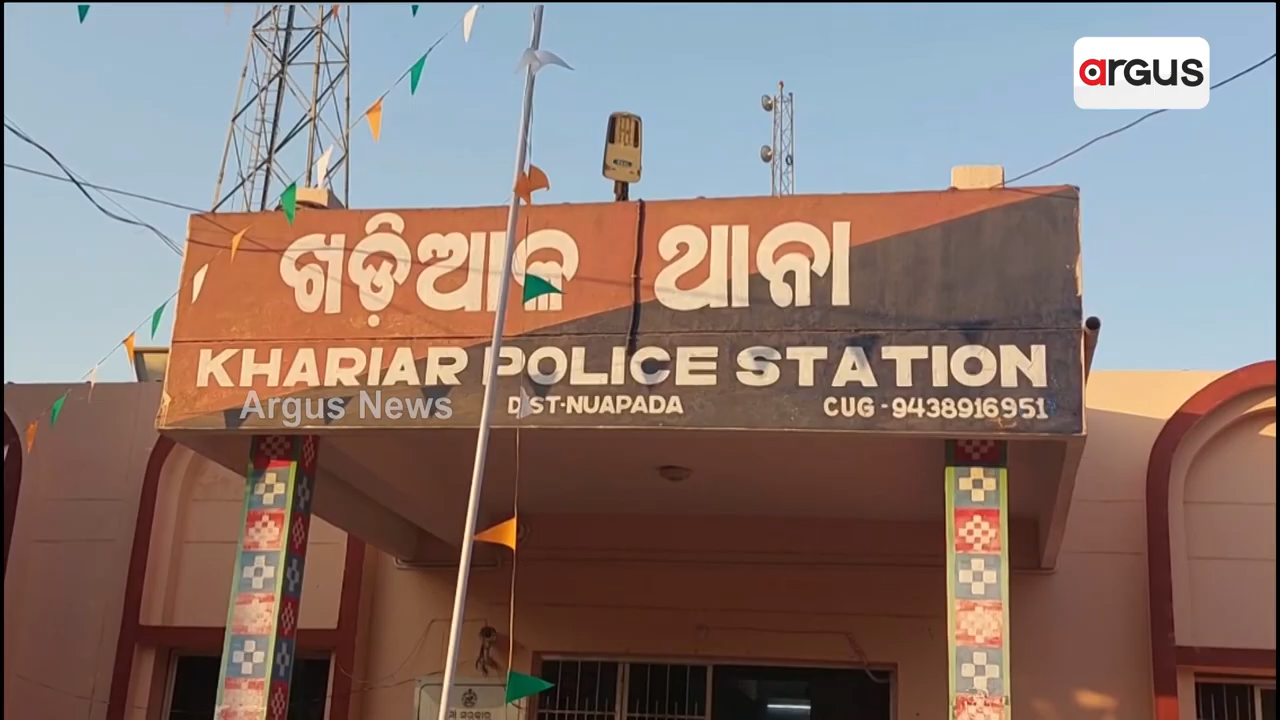 argus
ଖଡ଼ିଆଳ ଥାନା
KHARIAR POLICE STATION
Argus News
DIST-NUAPADA CUG - 9438916951